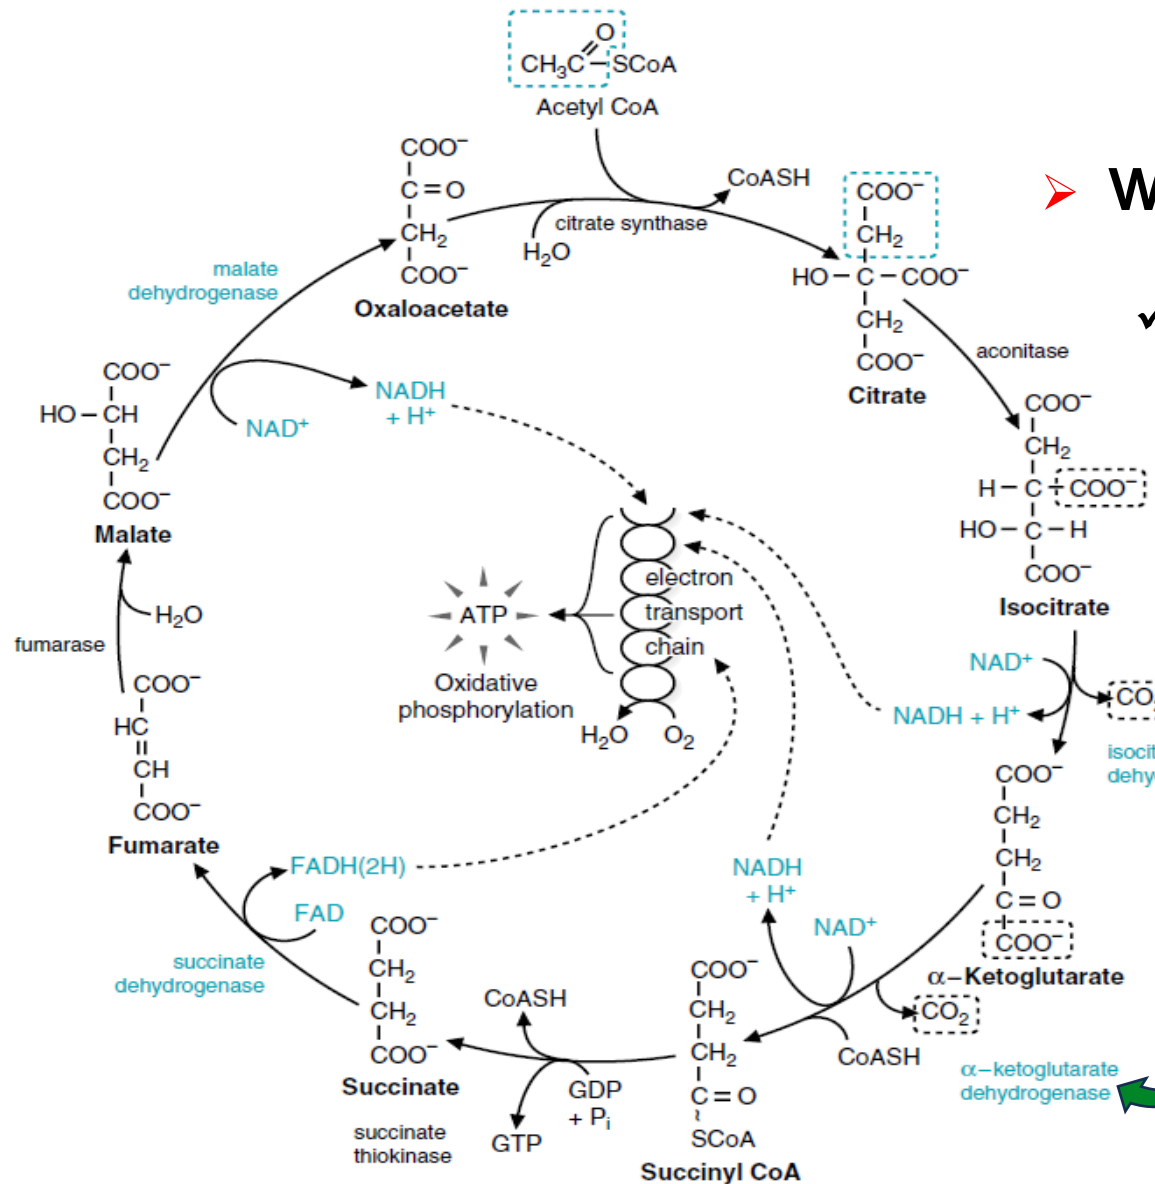 CH₃C–SCoA
O
Acetyl CoA
COO⁻
C=O
CH₂
COO⁻
Oxaloacetate
H₂O
citrate synthase
CoASH
COO⁻
CH₂
HO–C–COO⁻
CH₂
COO⁻
Citrate
W
aconitase
COO⁻
CH₂
H–C–COO⁻
HO–C–H
COO⁻
Isocitrate
NAD⁺
NADH + H⁺
CO
isocit
dehy
COO⁻
CH₂
CH₂
C=O
COO⁻
α–Ketoglutarate
NAD⁺
NADH
+ H⁺
CO₂
CoASH
α–ketoglutarate
dehydrogenase
COO⁻
CH₂
CH₂
C=O
SCoA
Succinyl CoA
GDP
+ Pᵢ
GTP
CoASH
succinate
thiokinase
COO⁻
CH₂
CH₂
COO⁻
Succinate
FAD
FADH(2H)
succinate
dehydrogenase
COO⁻
HC
CH
COO⁻
Fumarate
fumarase
H₂O
COO⁻
HO–CH
CH₂
COO⁻
Malate
malate
dehydrogenase
NAD⁺
NADH
+ H⁺
electron
transport
chain
ATP
Oxidative
phosphorylation
H₂O
O₂